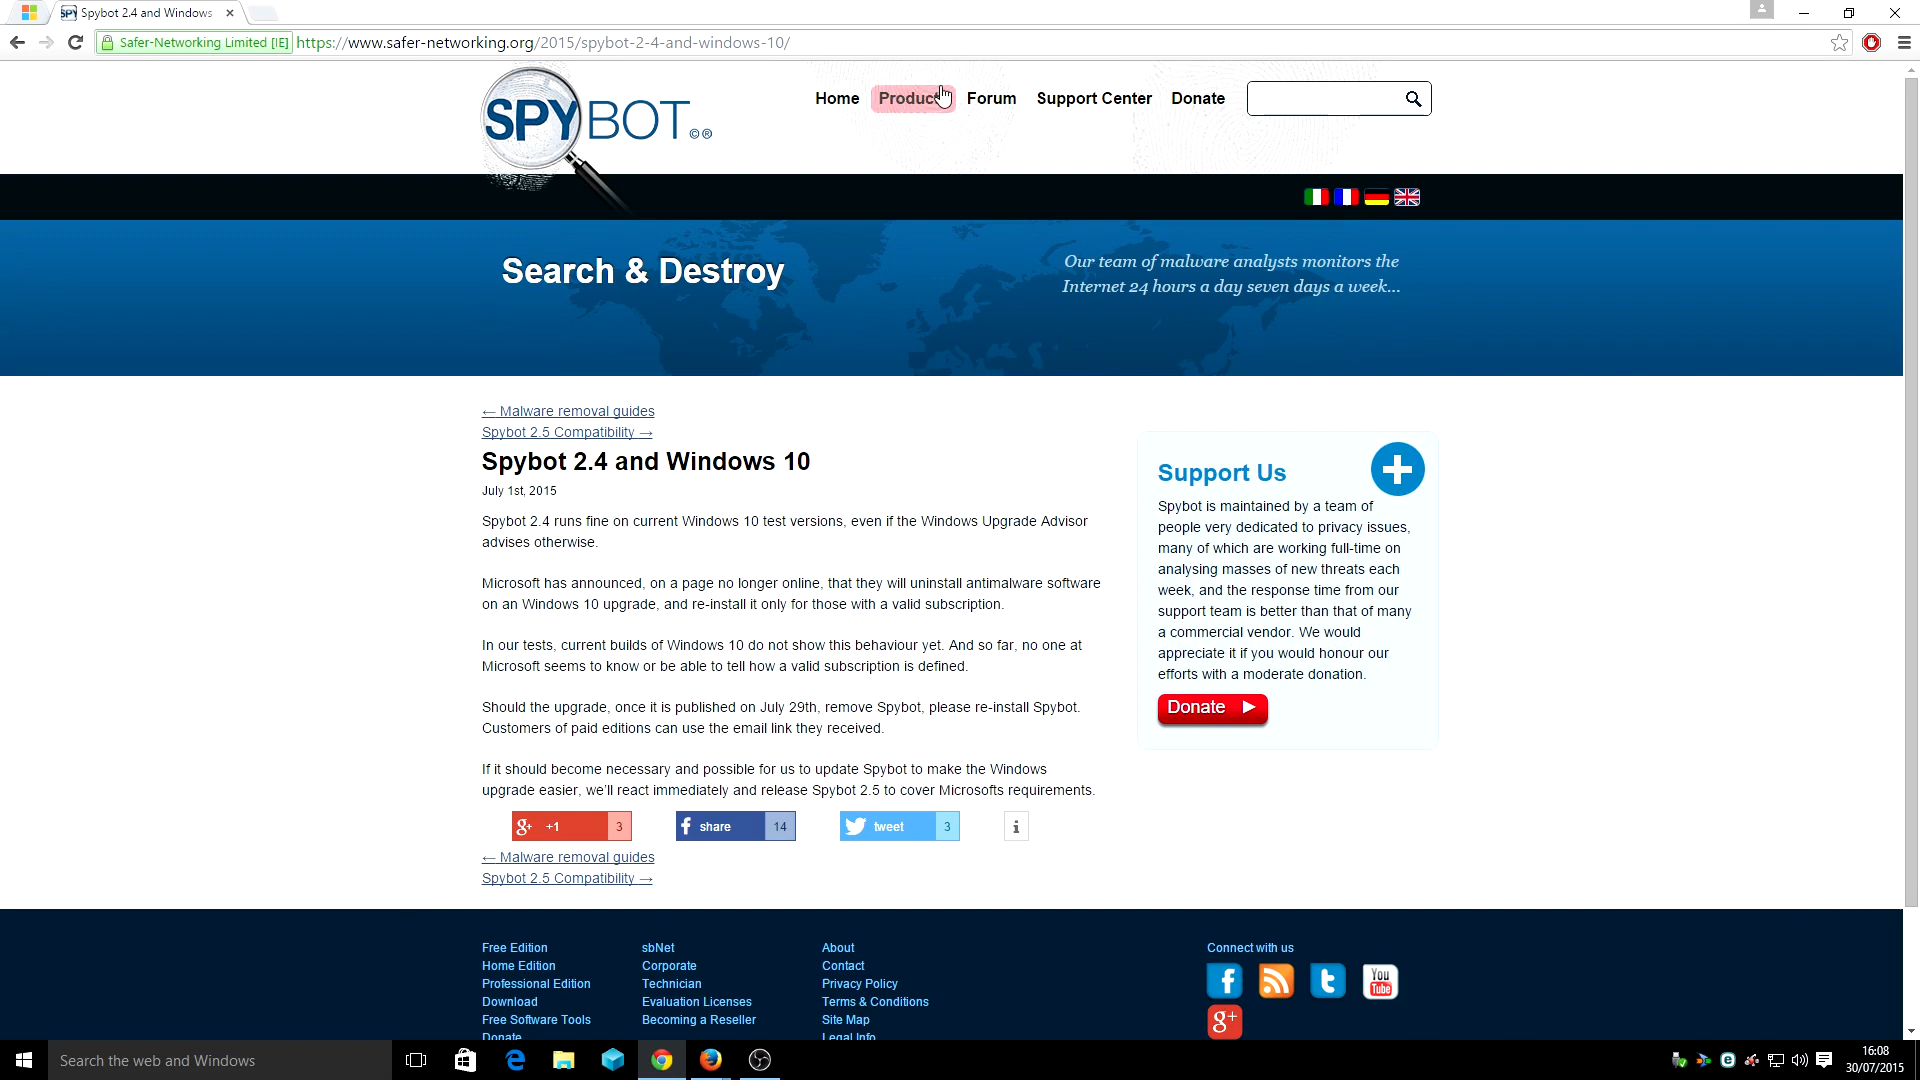 Spybot 2.4 and Windows
Safer-Networking Limited [IE] https://www.safer-networking.org/2015/spybot-2-4-and-windows-10/
SPYBOT ©®
Home Products Forum Support Center Donate
Search & Destroy
Our team of malware analysts monitors the
Internet 24 hours a day seven days a week...
← Malware removal guides
Spybot 2.5 Compatibility →
Spybot 2.4 and Windows 10
July 1st, 2015
Spybot 2.4 runs fine on current Windows 10 test versions, even if the Windows Upgrade Advisor
advises otherwise.
Microsoft has announced, on a page no longer online, that they will uninstall antimalware software
on an Windows 10 upgrade, and re-install it only for those with a valid subscription.
In our tests, current builds of Windows 10 do not show this behaviour yet. And so far, no one at
Microsoft seems to know or be able to tell how a valid subscription is defined.
Should the upgrade, once it is published on July 29th, remove Spybot, please re-install Spybot.
Customers of paid editions can use the email link they received.
If it should become necessary and possible for us to update Spybot to make the Windows
upgrade easier, we'll react immediately and release Spybot 2.5 to cover Microsofts requirements.
g+ +1 3 f share 14 tweet 3 i
← Malware removal guides
Spybot 2.5 Compatibility →
Support Us
Spybot is maintained by a team of
people very dedicated to privacy issues,
many of which are working full-time on
analysing masses of new threats each
week, and the response time from our
support team is better than that of many
a commercial vendor. We would
appreciate it if you would honour our
efforts with a moderate donation.
Donate
Free Edition
Home Edition
Professional Edition
Download
Free Software Tools
Donate
sbNet
Corporate
Technician
Evaluation Licenses
Becoming a Reseller
About
Contact
Privacy Policy
Terms & Conditions
Site Map
Legal Info
Connect with us
You
Tube
g+
Search the web and Windows
16:08
30/07/2015